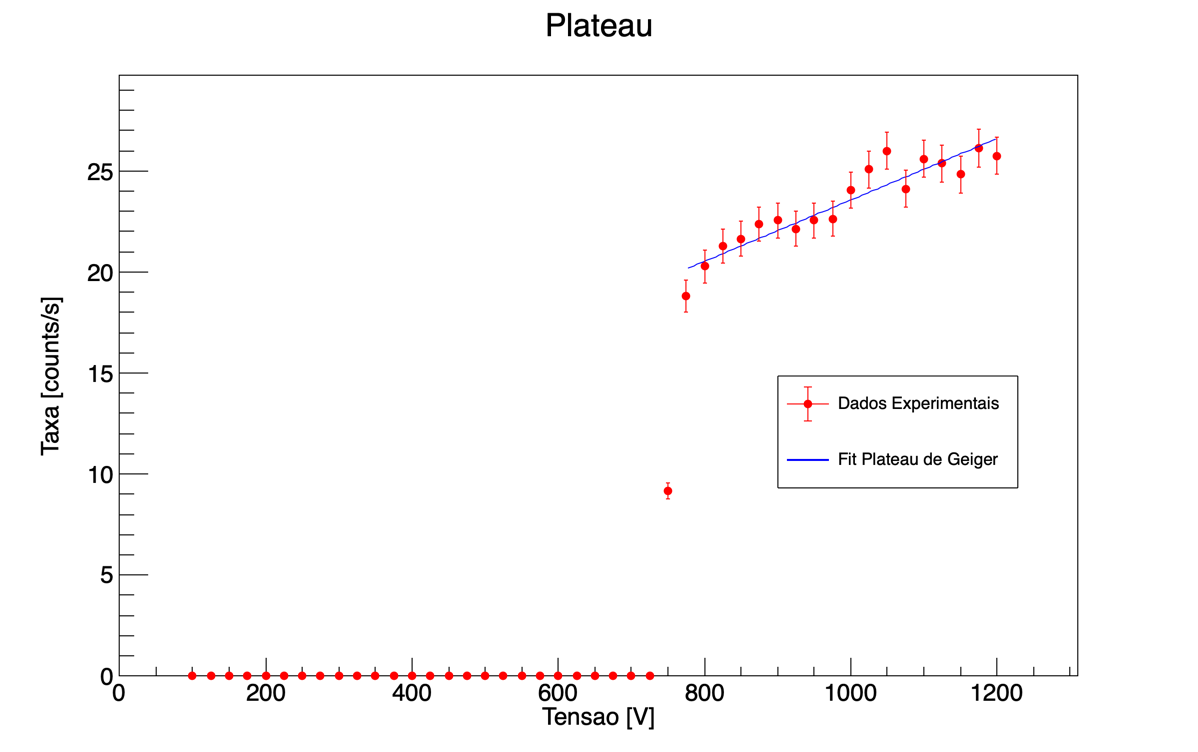 Plateau
Taxa [counts/s]
25
20
15
10
5
0
0 200 400 600 800 1000 1200
Tensao [V]
Dados Experimentais
Fit Plateau de Geiger